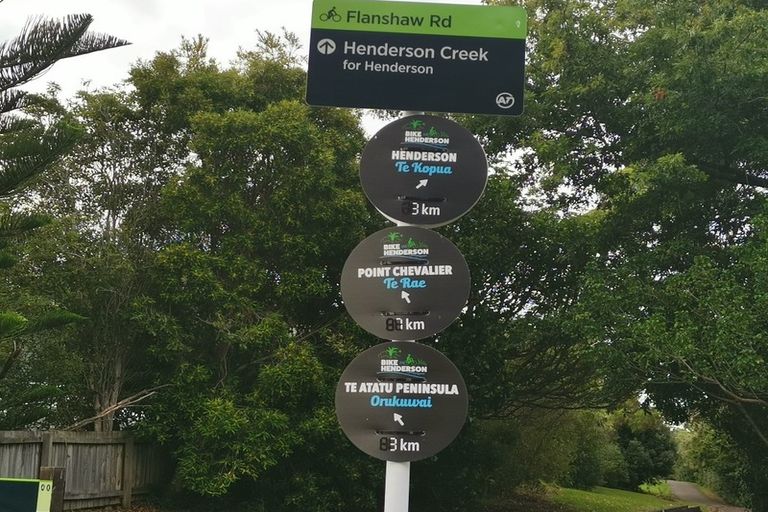 Flanshaw Rd
Henderson Creek
for Henderson
AT
BIKE
HENDERSON
HENDERSON
Te Kopua
3 km
BIKE
HENDERSON
POINT CHEVALIER
Te Rae
km
BIKE
HENDERSON
TE ATATU PENINSULA
Orukuwai
3 km